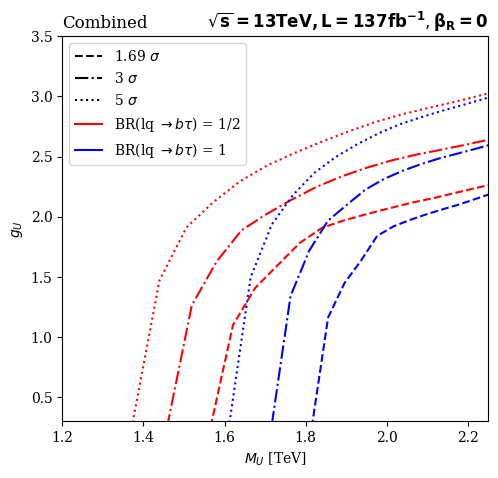 Combined
√s = 13TeV, L = 137fb⁻¹, β_R = 0
3.5
3.0
2.5
2.0
1.5
1.0
0.5
g_U
1.69 σ
3 σ
5 σ
BR(lq →bτ) = 1/2
BR(lq →bτ) = 1
1.2
1.4
1.6
1.8
2.0
2.2
M_U [TeV]